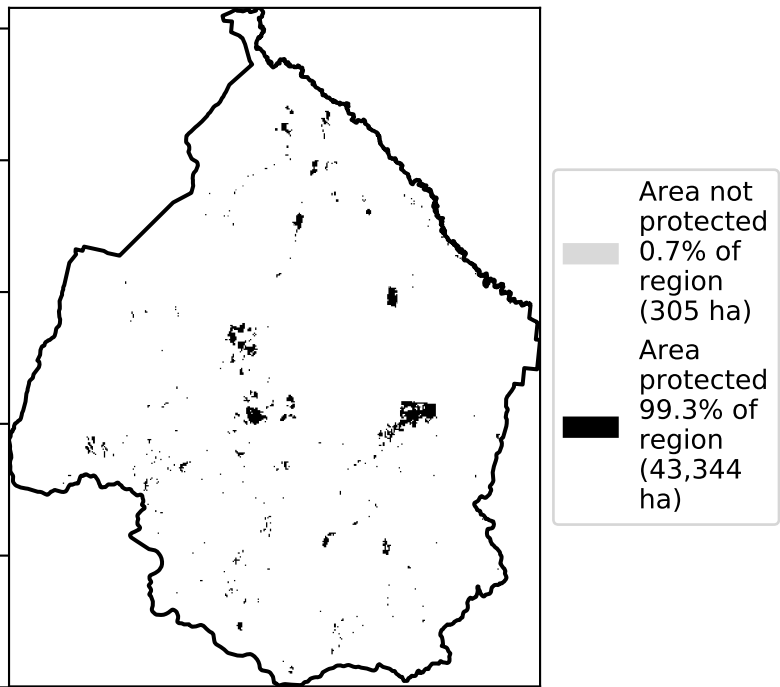 Area not
protected
0.7% of
region
(305 ha)
Area
protected
99.3% of
region
(43,344
ha)